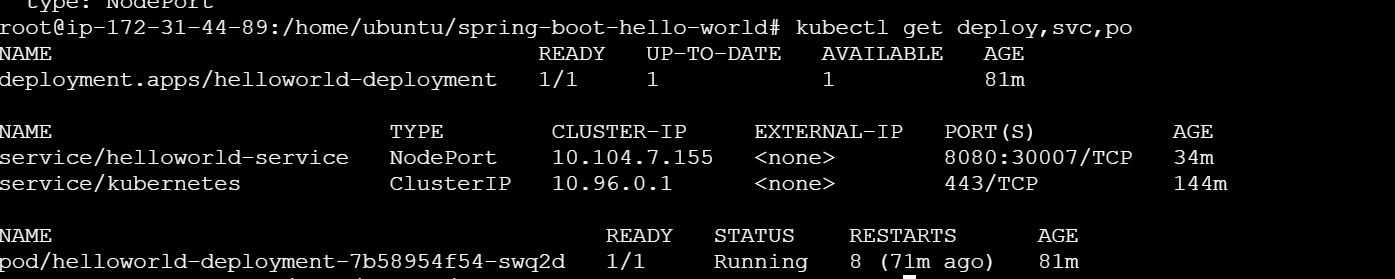 type: NodePort
root@ip-172-31-44-89:/home/ubuntu/spring-boot-hello-world# kubectl get deploy,svc,po
NAME READY UP-TO-DATE AVAILABLE AGE
deployment.apps/helloworld-deployment 1/1 1 1 81m
NAME TYPE CLUSTER-IP EXTERNAL-IP PORT(S) AGE
service/helloworld-service NodePort 10.104.7.155 <none> 8080:30007/TCP 34m
service/kubernetes ClusterIP 10.96.0.1 <none> 443/TCP 144m
NAME READY STATUS RESTARTS AGE
pod/helloworld-deployment-7b58954f54-swq2d 1/1 Running 8 (71m ago) 81m